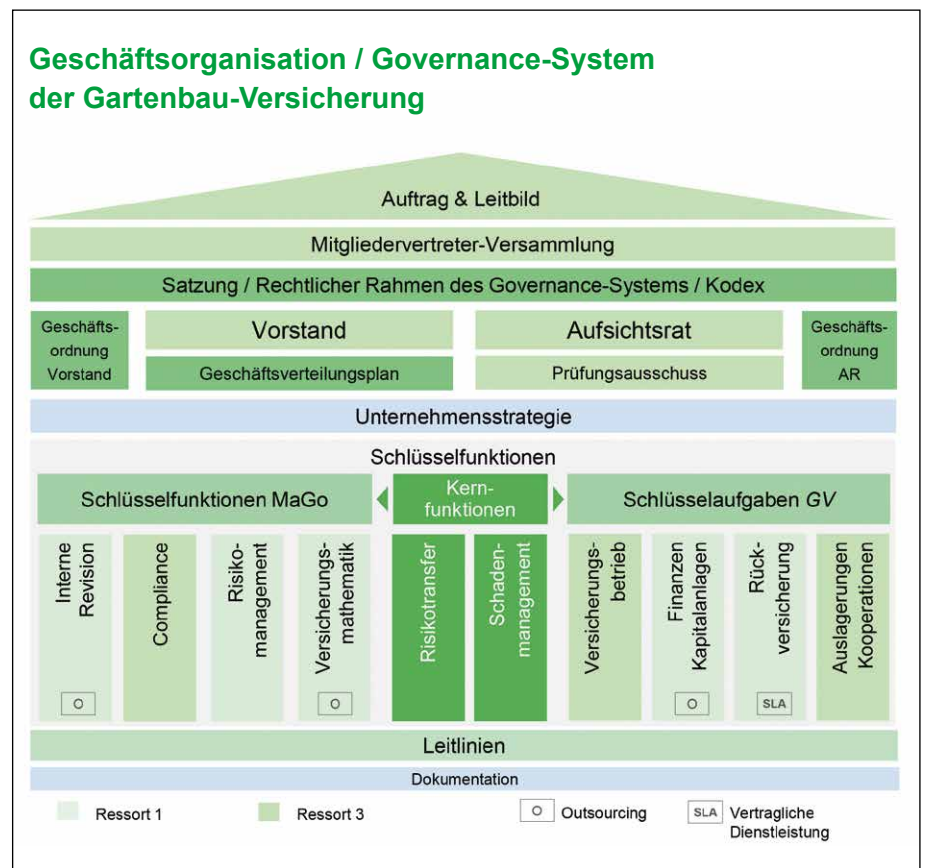 Geschäftsorganisation / Governance-System
der Gartenbau-Versicherung
Auftrag & Leitbild
Mitgliedervertreter-Versammlung
Satzung / Rechtlicher Rahmen des Governance-Systems / Kodex
Geschäfts-
ordnung
Vorstand
Vorstand
Geschäftsverteilungsplan
Aufsichtsrat
Prüfungsausschuss
Geschäfts-
ordnung
AR
Unternehmensstrategie
Schlüsselfunktionen
Schlüsselfunktionen MaGo
Kern-
funktionen
Schlüsselaufgaben GV
Interne
Revision
O
Compliance
Risiko-
management
Versicherungs-
mathematik
O
Risikotransfer
Schaden-
management
Versicherungs-
betrieb
Finanzen
Kapitalanlagen
O
Rück-
versicherung
SLA
Auslagerungen
Kooperationen
Leitlinien
Dokumentation
Ressort 1
Ressort 3
O Outsourcing
SLA Vertragliche
Dienstleistung